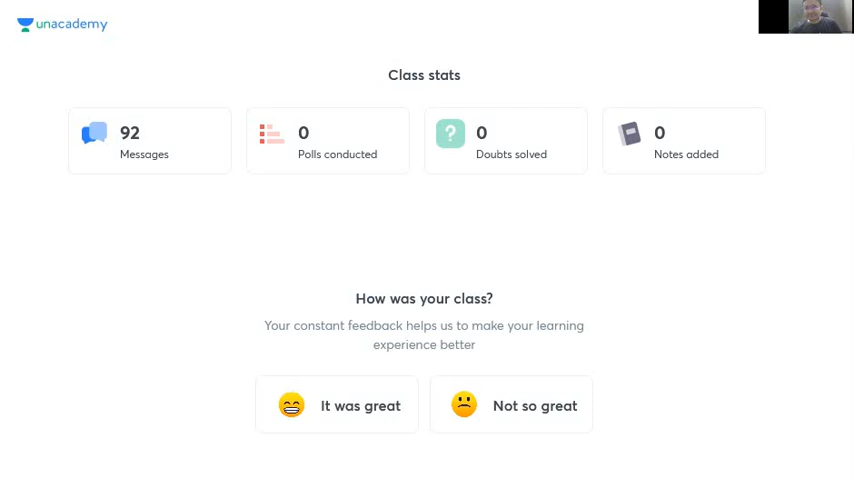 unacademy
Class stats
92
Messages
0
Polls conducted
0
Doubts solved
0
Notes added
How was your class?
Your constant feedback helps us to make your learning
experience better
It was great
Not so great